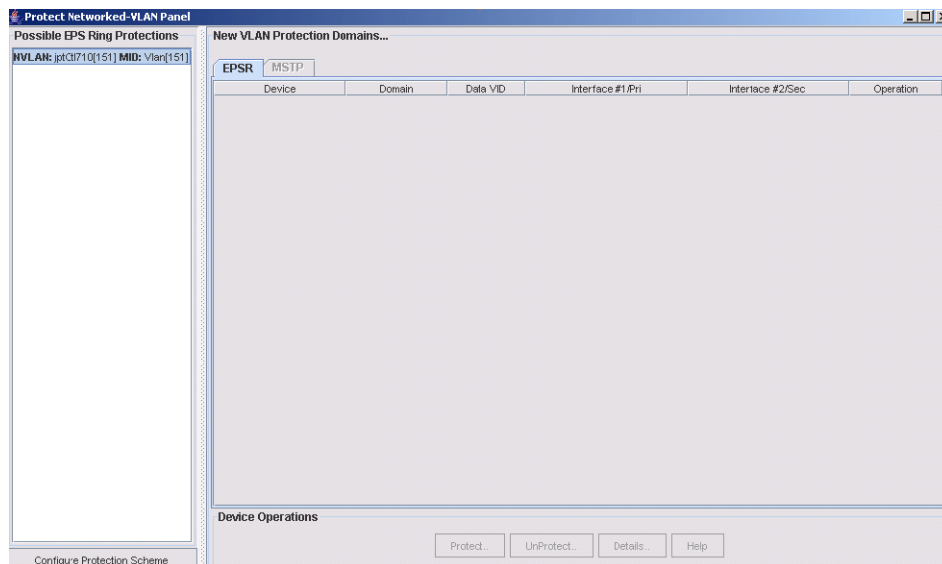 Protect Networked-VLAN Panel
Possible EPS Ring Protections
NVLAN: jptCtl710[151] MID: Vlan[151]
Configure Protection Scheme
New VLAN Protection Domains...
EPSR MSTP
Device Domain Data VID Interface #1/Pri Interface #2/Sec Operation
Device Operations
Protect... UnProtect... Details... Help